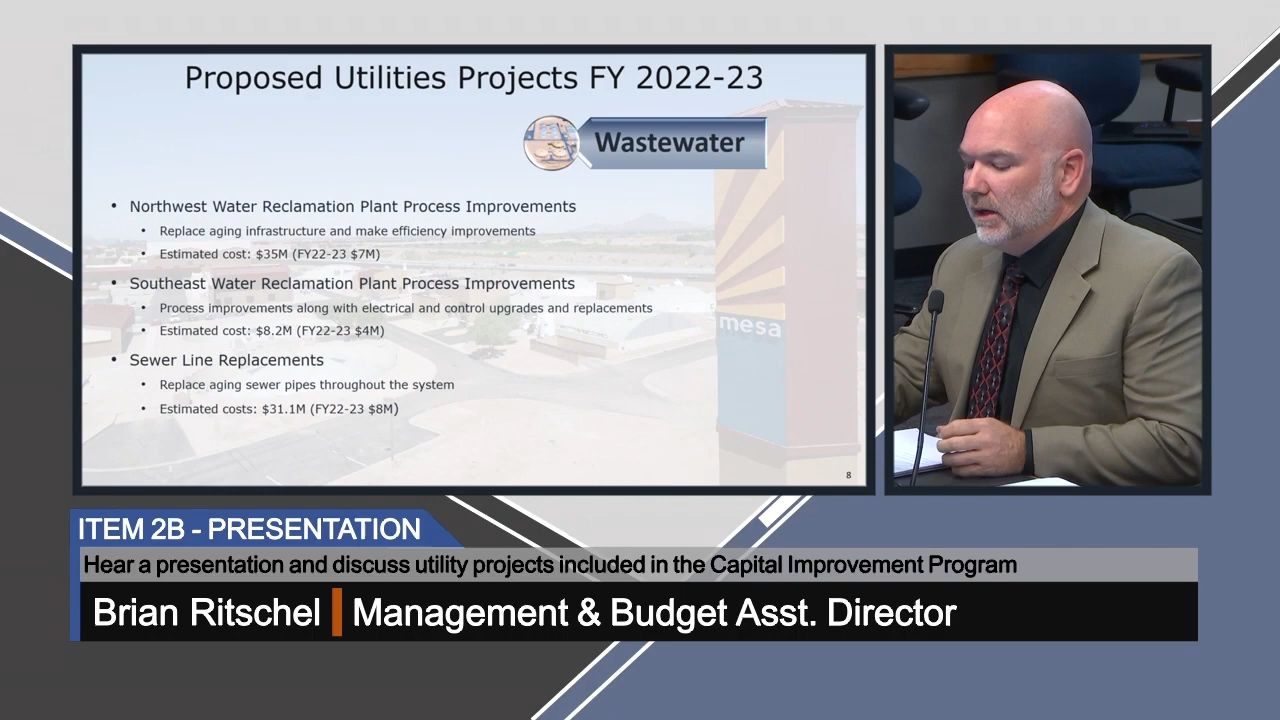 Proposed Utilities Projects FY 2022-23
Wastewater
• Northwest Water Reclamation Plant Process Improvements
• Replace aging infrastructure and make efficiency improvements
• Estimated cost: $35M (FY22-23 $7M)
• Southeast Water Reclamation Plant Process Improvements
• Process improvements along with electrical and control upgrades and replacements
• Estimated cost: $8.2M (FY22-23 $4M)
mesa
• Sewer Line Replacements
• Replace aging sewer pipes throughout the system
• Estimated costs: $31.1M (FY22-23 $8M)
8
ITEM 2B - PRESENTATION
Hear a presentation and discuss utility projects included in the Capital Improvement Program
Brian Ritschel Management & Budget Asst. Director